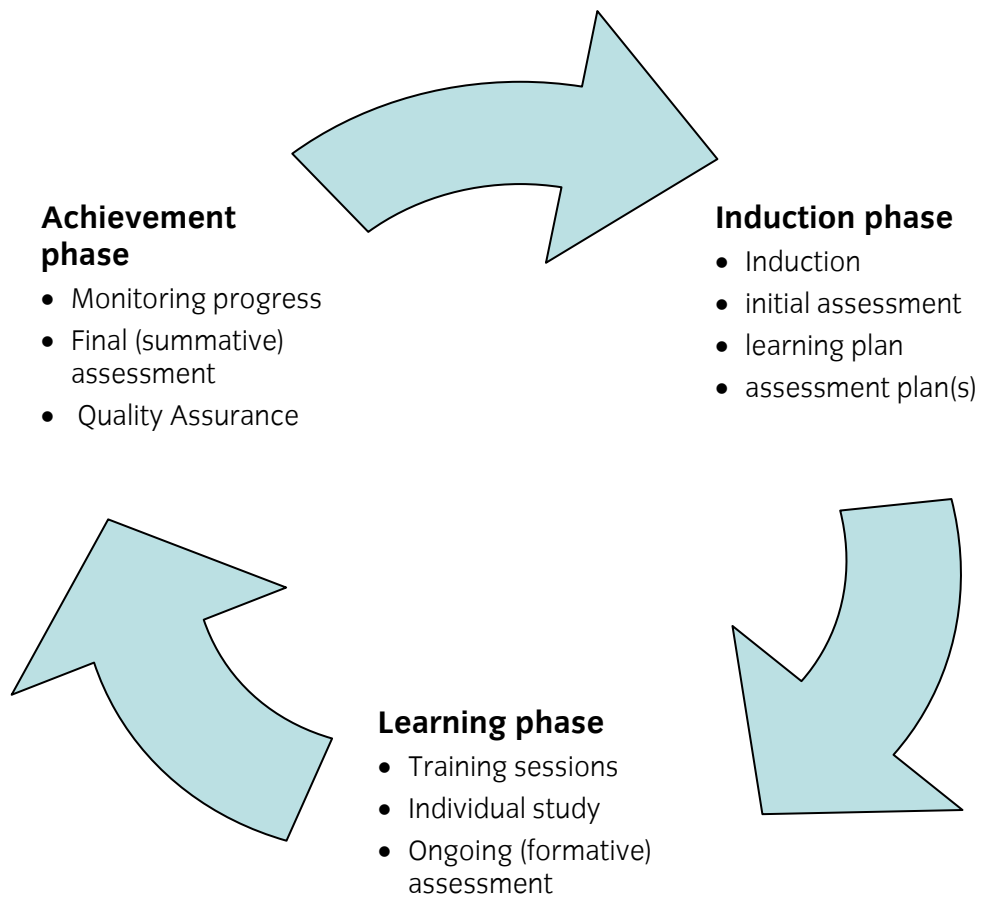 Achievement
phase
• Monitoring progress
• Final (summative)
assessment
• Quality Assurance
Induction phase
• Induction
• initial assessment
• learning plan
• assessment plan(s)
Learning phase
• Training sessions
• Individual study
• Ongoing (formative)
assessment